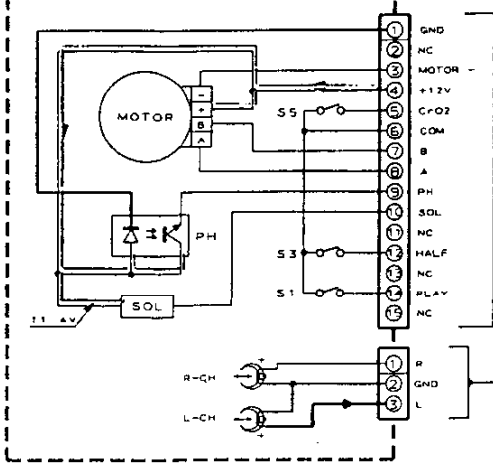 1 GND
2 NC
MOTOR - + B A
3 MOTOR -
4 +12V
S5 5 CrO2
6 COM
7 B
8 A
9 PH
PH
10 SOL
11 NC
S3 12 HALF
13 NC
SOL
S1 14 PLAY
15 NC
R-CH + 1 R
2 GND
L-CH + 3 L